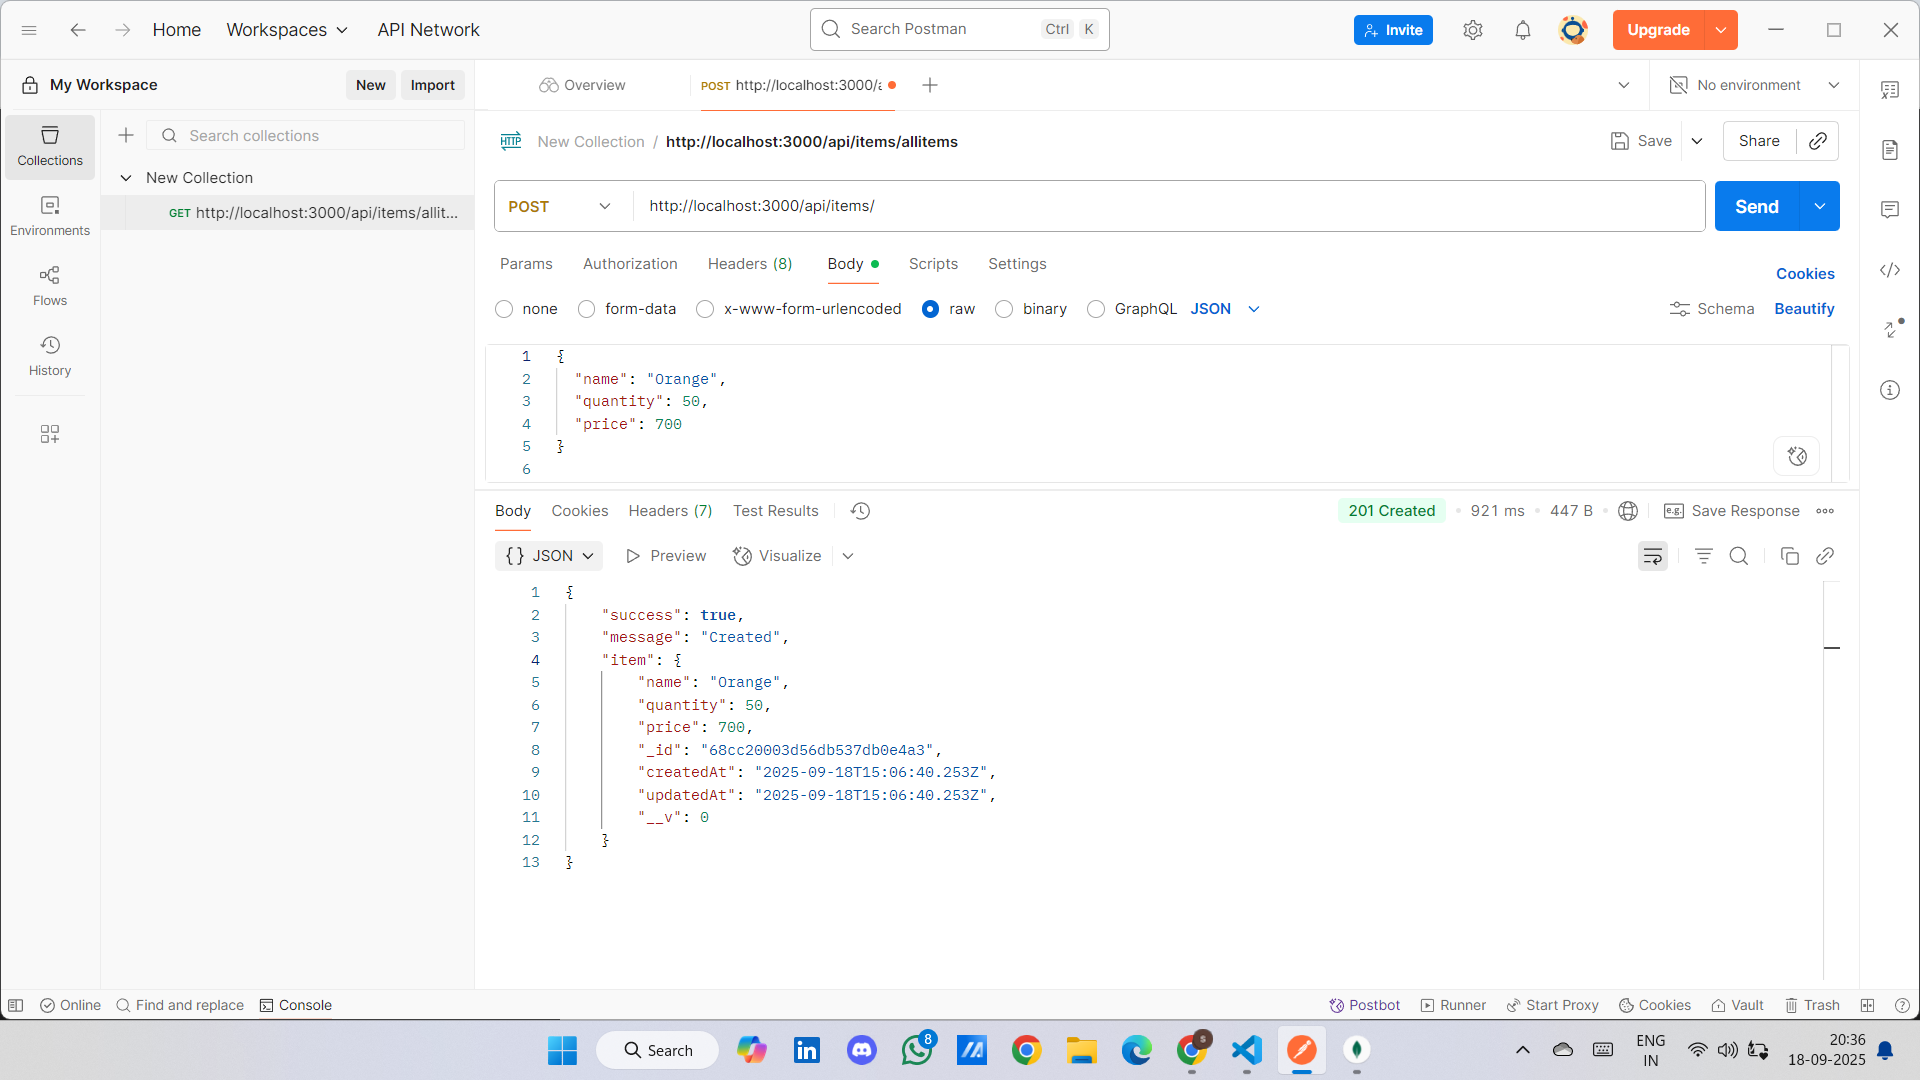 Home
Workspaces
API Network
Search Postman
Ctrl K
Invite
Upgrade
My Workspace
New
Import
Overview
POST http://localhost:3000/a
No environment
Collections
Environments
Flows
History
Search collections
New Collection
GET http://localhost:3000/api/items/allit...
HTTP
New Collection / http://localhost:3000/api/items/allitems
Save
Share
POST
http://localhost:3000/api/items/
Send
Params
Authorization
Headers (8)
Body
Scripts
Settings
Cookies
none
form-data
x-www-form-urlencoded
raw
binary
GraphQL
JSON
Schema
Beautify
1 {
2 "name": "Orange",
3 "quantity": 50,
4 "price": 700
5 }
6
Body
Cookies
Headers (7)
Test Results
201 Created
921 ms
447 B
e.g. Save Response
{} JSON
Preview
Visualize
1 {
2 "success": true,
3 "message": "Created",
4 "item": {
5 "name": "Orange",
6 "quantity": 50,
7 "price": 700,
8 "_id": "68cc20003d56db537db0e4a3",
9 "createdAt": "2025-09-18T15:06:40.253Z",
10 "updatedAt": "2025-09-18T15:06:40.253Z",
11 "__v": 0
12 }
13 }
Online
Find and replace
Console
Postbot
Runner
Start Proxy
Cookies
Vault
Trash
Search
8
S
ENG
IN
20:36
18-09-2025